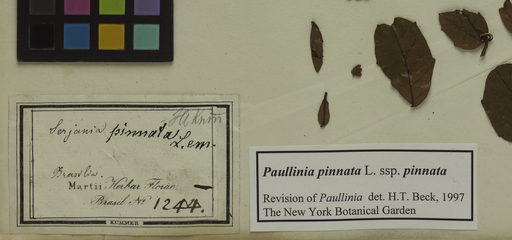 Serjania pinnata
L. em.
Brasilia.
Martii Herbar. Florae
Brasil. No 1244.
KUMMER
Paullinia pinnata L. ssp. pinnata
Revision of Paullinia det. H.T. Beck, 1997
The New York Botanical Garden